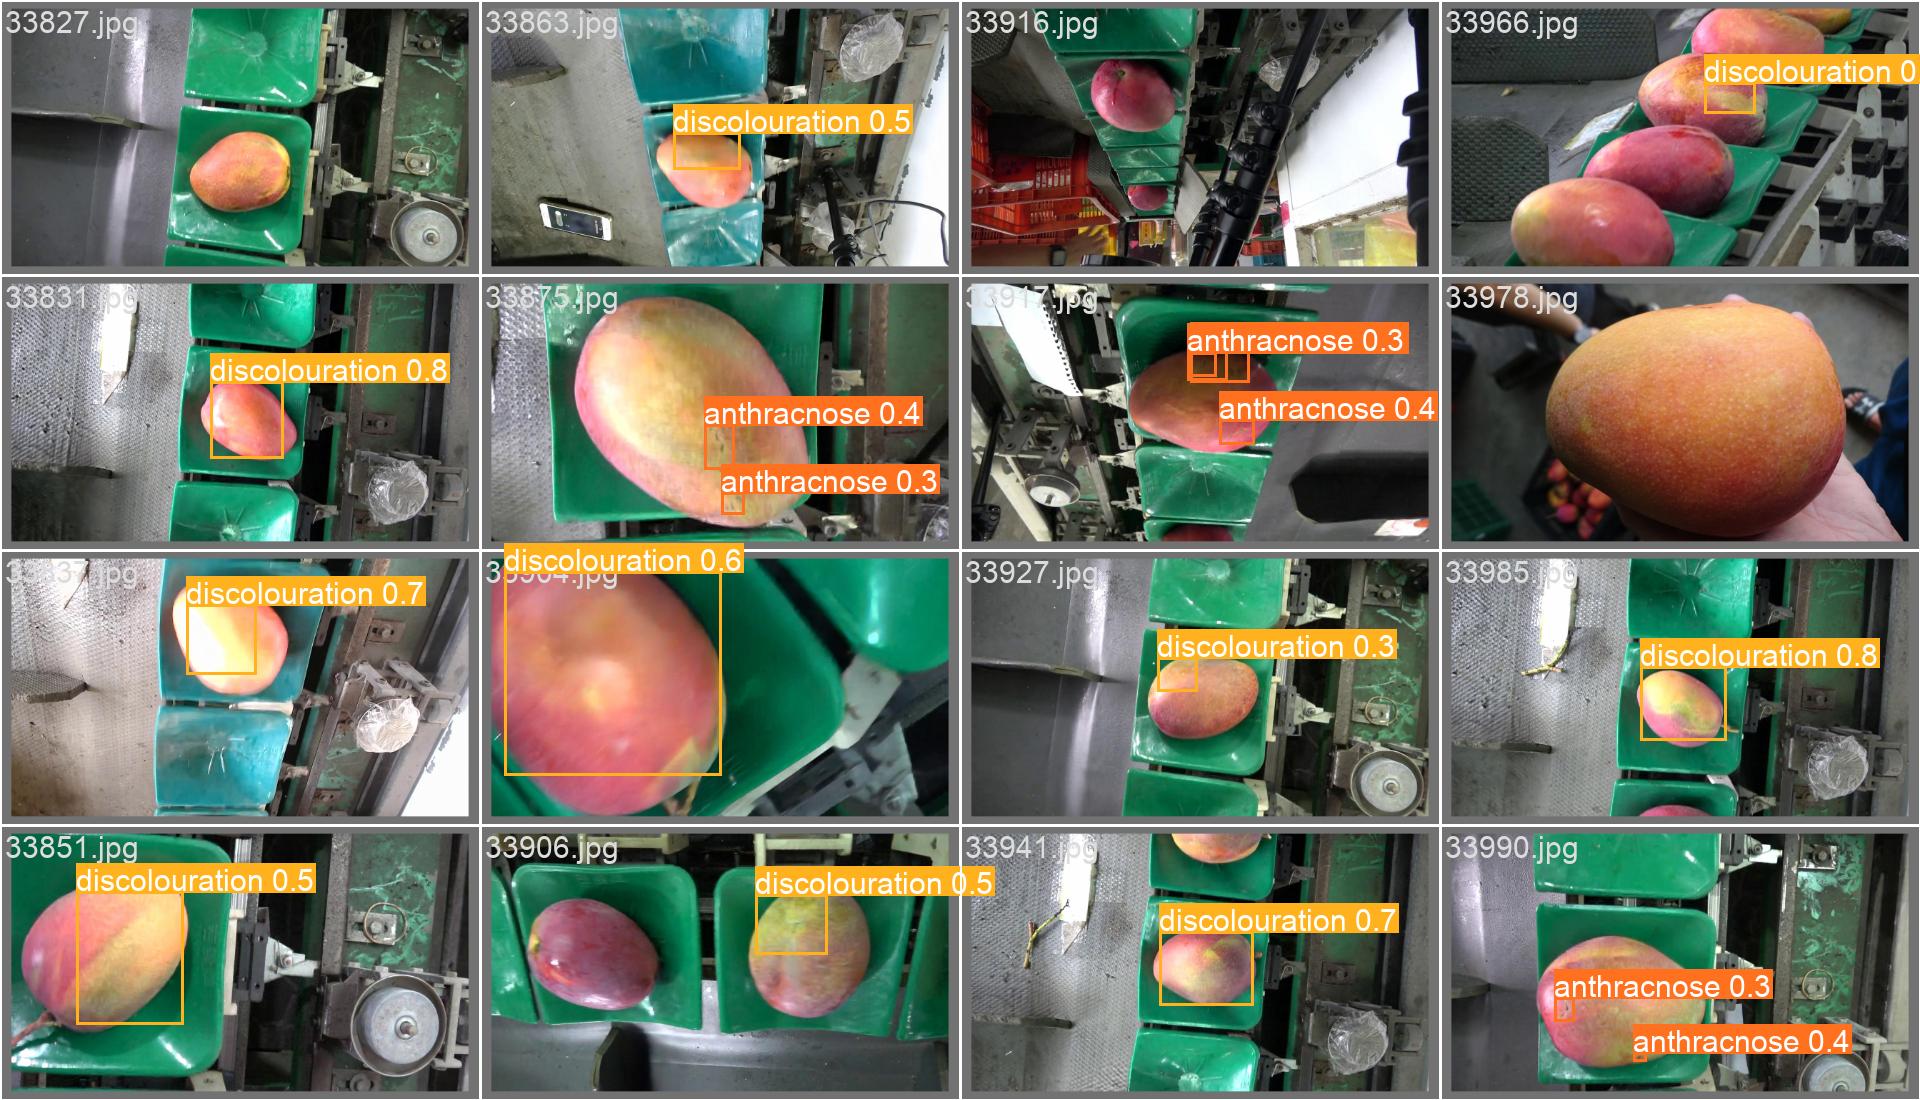 33827.jpg
33863.jpg
discolouration 0.5
33916.jpg
33966.jpg
discolouration 0
33831.jpg
discolouration 0.8
33875.jpg
anthracnose 0.4
anthracnose 0.3
33917.jpg
anthracnose 0.3
anthracnose 0.4
33978.jpg
discolouration 0.7
discolouration 0.6
33927.jpg
discolouration 0.3
33985.jpg
discolouration 0.8
33851.jpg
discolouration 0.5
33906.jpg
discolouration 0.5
33941.jpg
discolouration 0.7
33990.jpg
anthracnose 0.3
anthracnose 0.4